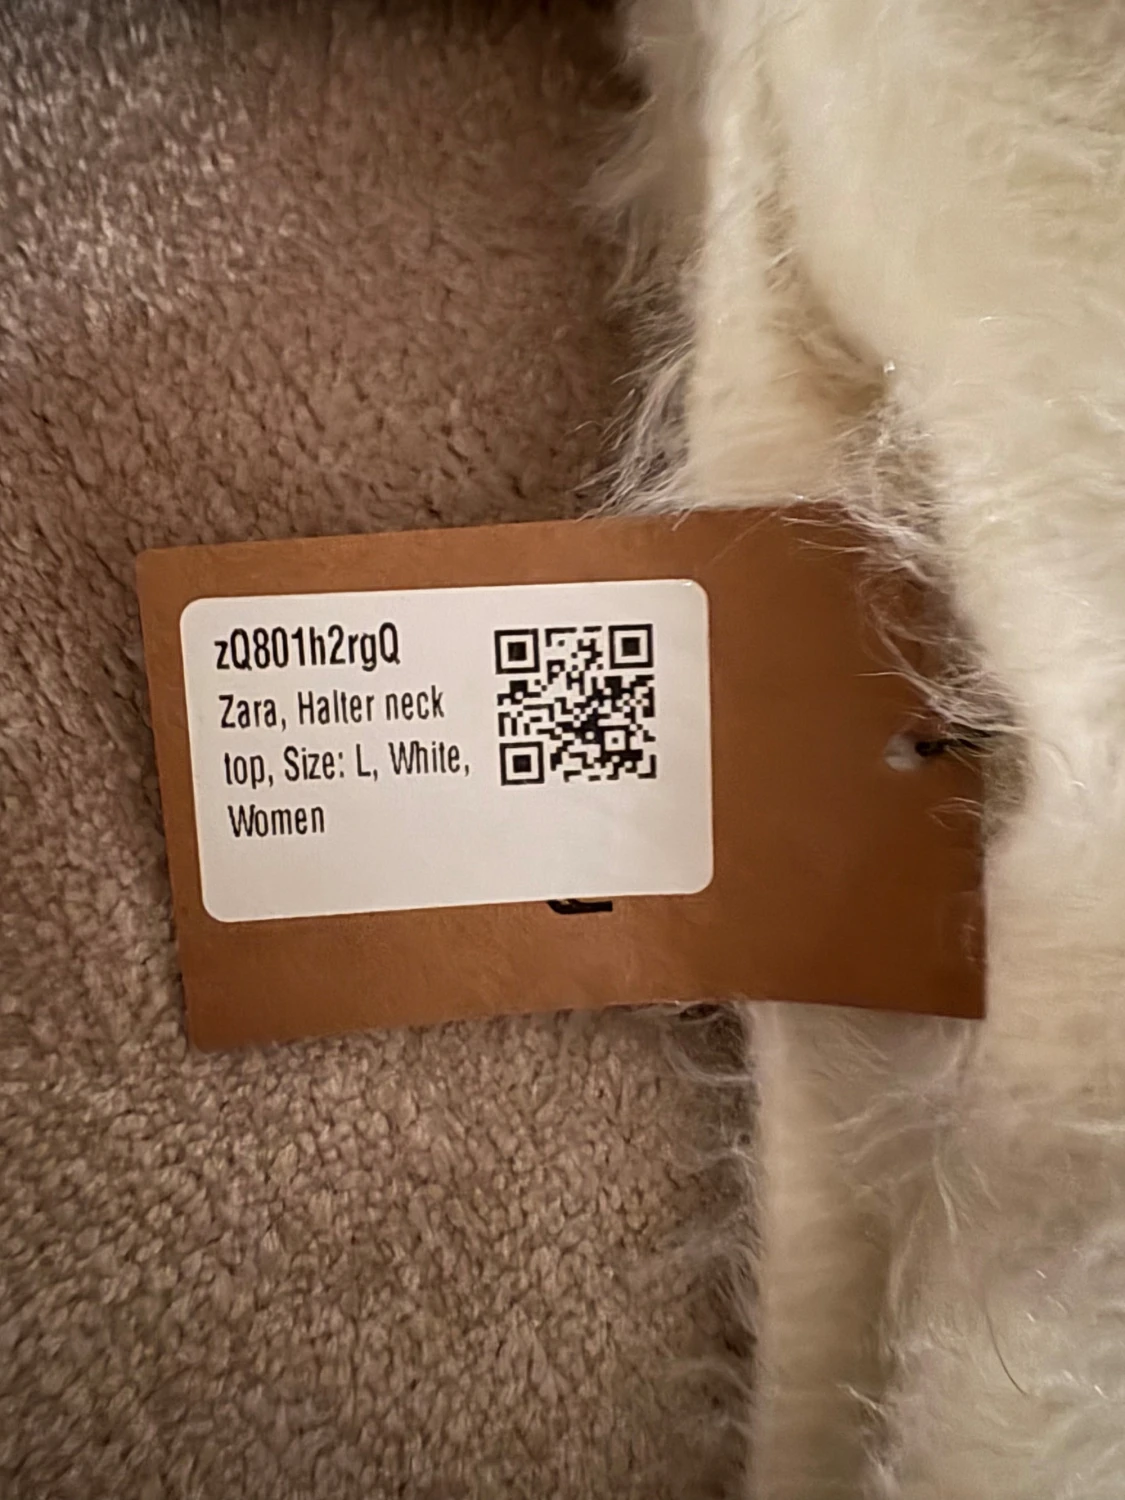 zQ801h2rgQ
Zara, Halter neck
top, Size: L, White,
Women